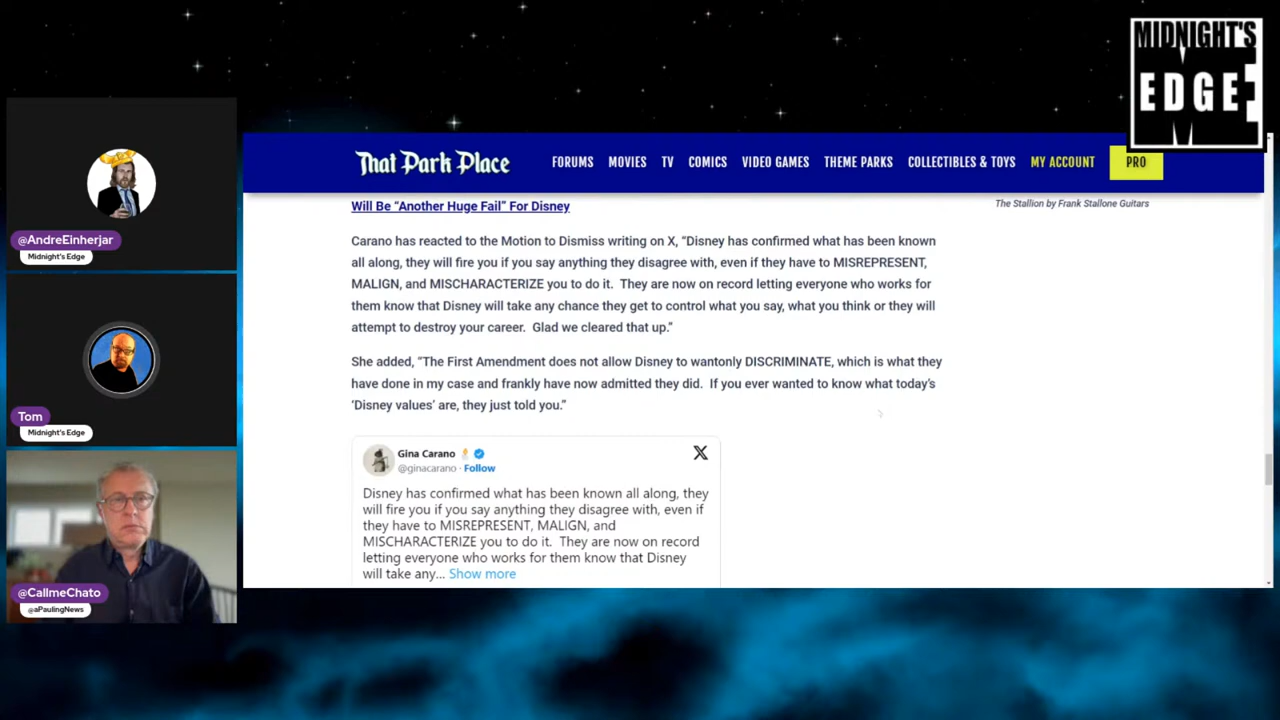 MIDNIGHT'S
EDGE
ME
That Park Place
FORUMS MOVIES TV COMICS VIDEO GAMES THEME PARKS COLLECTIBLES & TOYS MY ACCOUNT PRO
Will Be “Another Huge Fail” For Disney
The Stallion by Frank Stallone Guitars
Carano has reacted to the Motion to Dismiss writing on X, “Disney has confirmed what has been known
all along, they will fire you if you say anything they disagree with, even if they have to MISREPRESENT,
MALIGN, and MISCHARACTERIZE you to do it.  They are now on record letting everyone who works for
them know that Disney will take any chance they get to control what you say, what you think or they will
attempt to destroy your career.  Glad we cleared that up.”
She added, “The First Amendment does not allow Disney to wantonly DISCRIMINATE, which is what they
have done in my case and frankly have now admitted they did.  If you ever wanted to know what today’s
‘Disney values’ are, they just told you.”
Gina Carano
@ginacarano · Follow
Disney has confirmed what has been known all along, they
will fire you if you say anything they disagree with, even if
they have to MISREPRESENT, MALIGN, and
MISCHARACTERIZE you to do it.  They are now on record
letting everyone who works for them know that Disney
will take any... Show more
@AndreEinherjar
Midnight's Edge
Tom
Midnight's Edge
@CallmeChato
@aPaulingNews